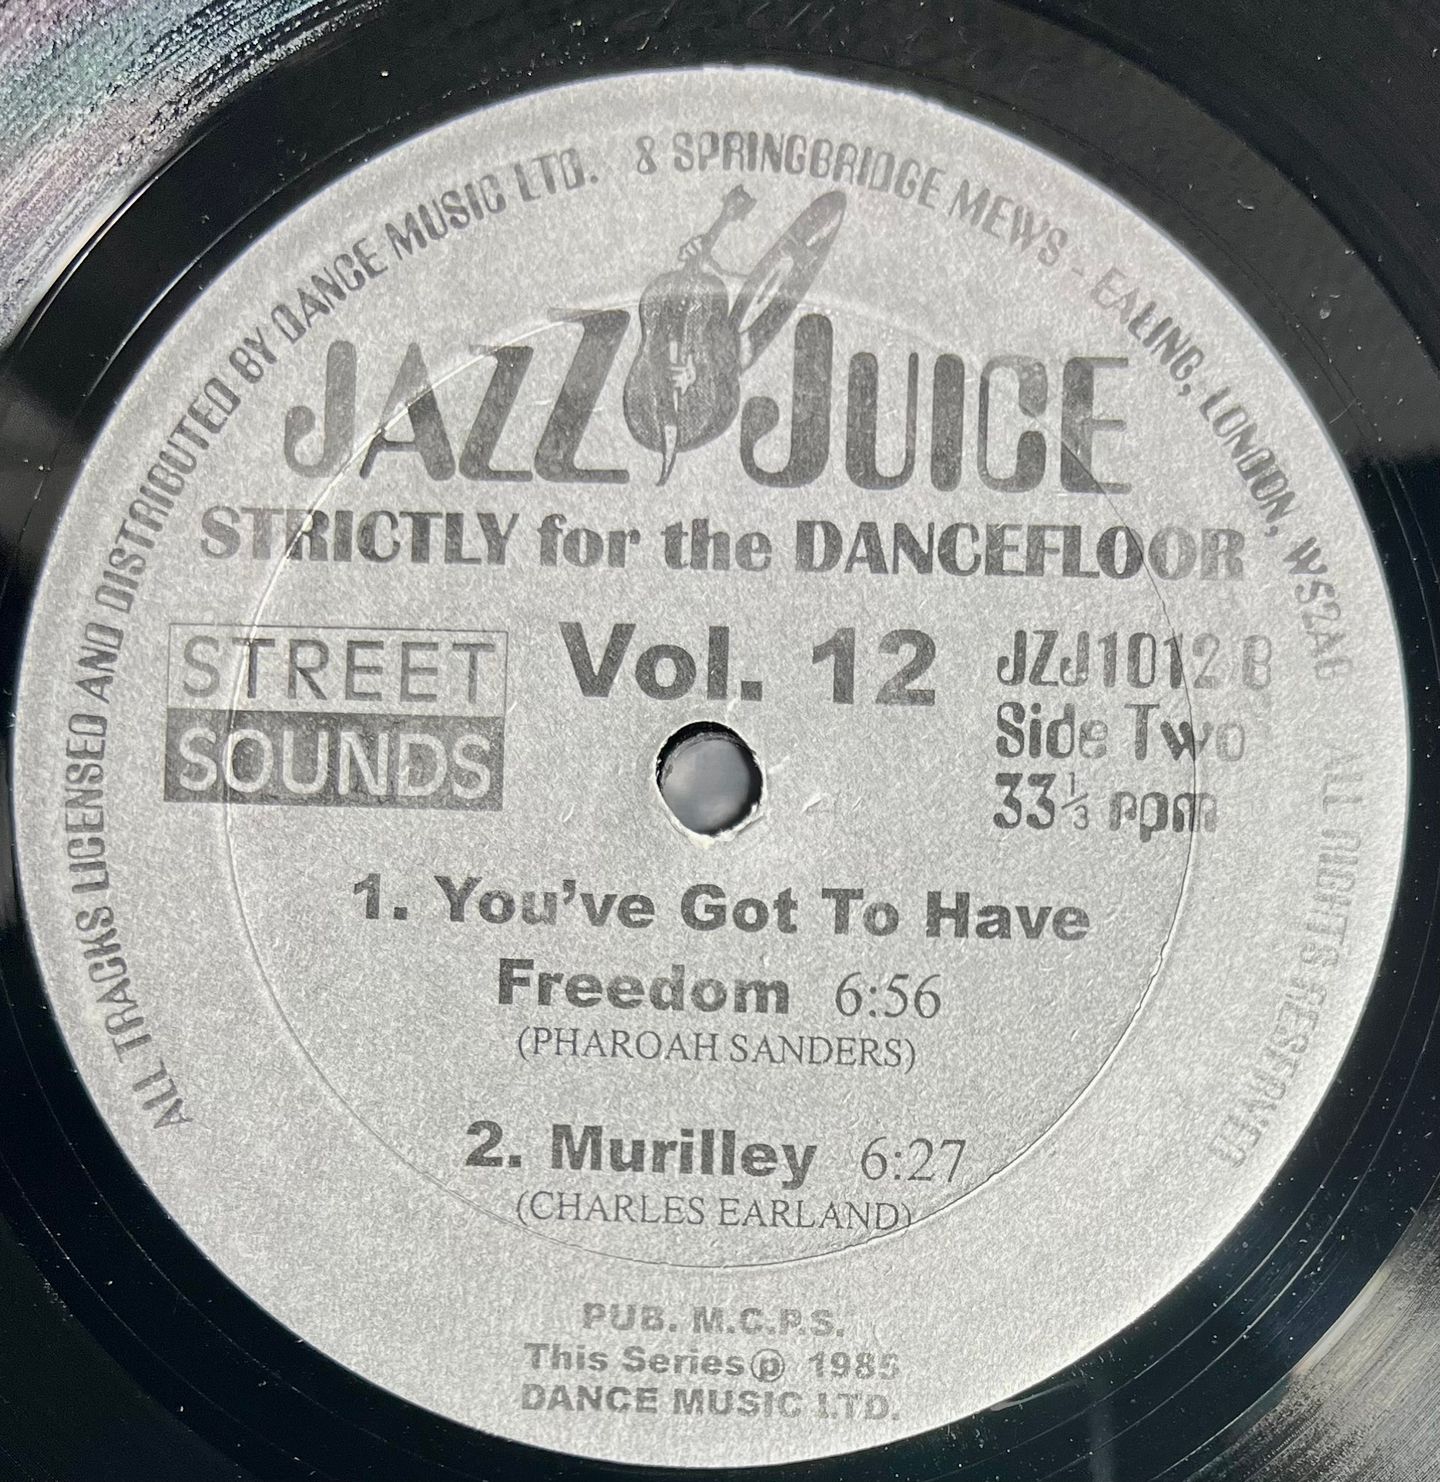 ALL TRACKS LICENSED AND DISTRIBUTED BY DANCE MUSIC LTD. 8 SPRINGBRIDGE MEWS - EALING, LONDON, W52AB ALL RIGHTS RESERVED
JAZZ JUICE
STRICTLY for the DANCEFLOOR
STREET
SOUNDS
Vol. 12
JZJ1012 B
Side Two
33⅓ rpm
1. You've Got To Have
Freedom 6:56
(PHAROAH SANDERS)
2. Murilley 6:27
(CHARLES EARLAND)
PUB. M.C.P.S.
This Series ℗ 1985
DANCE MUSIC LTD.